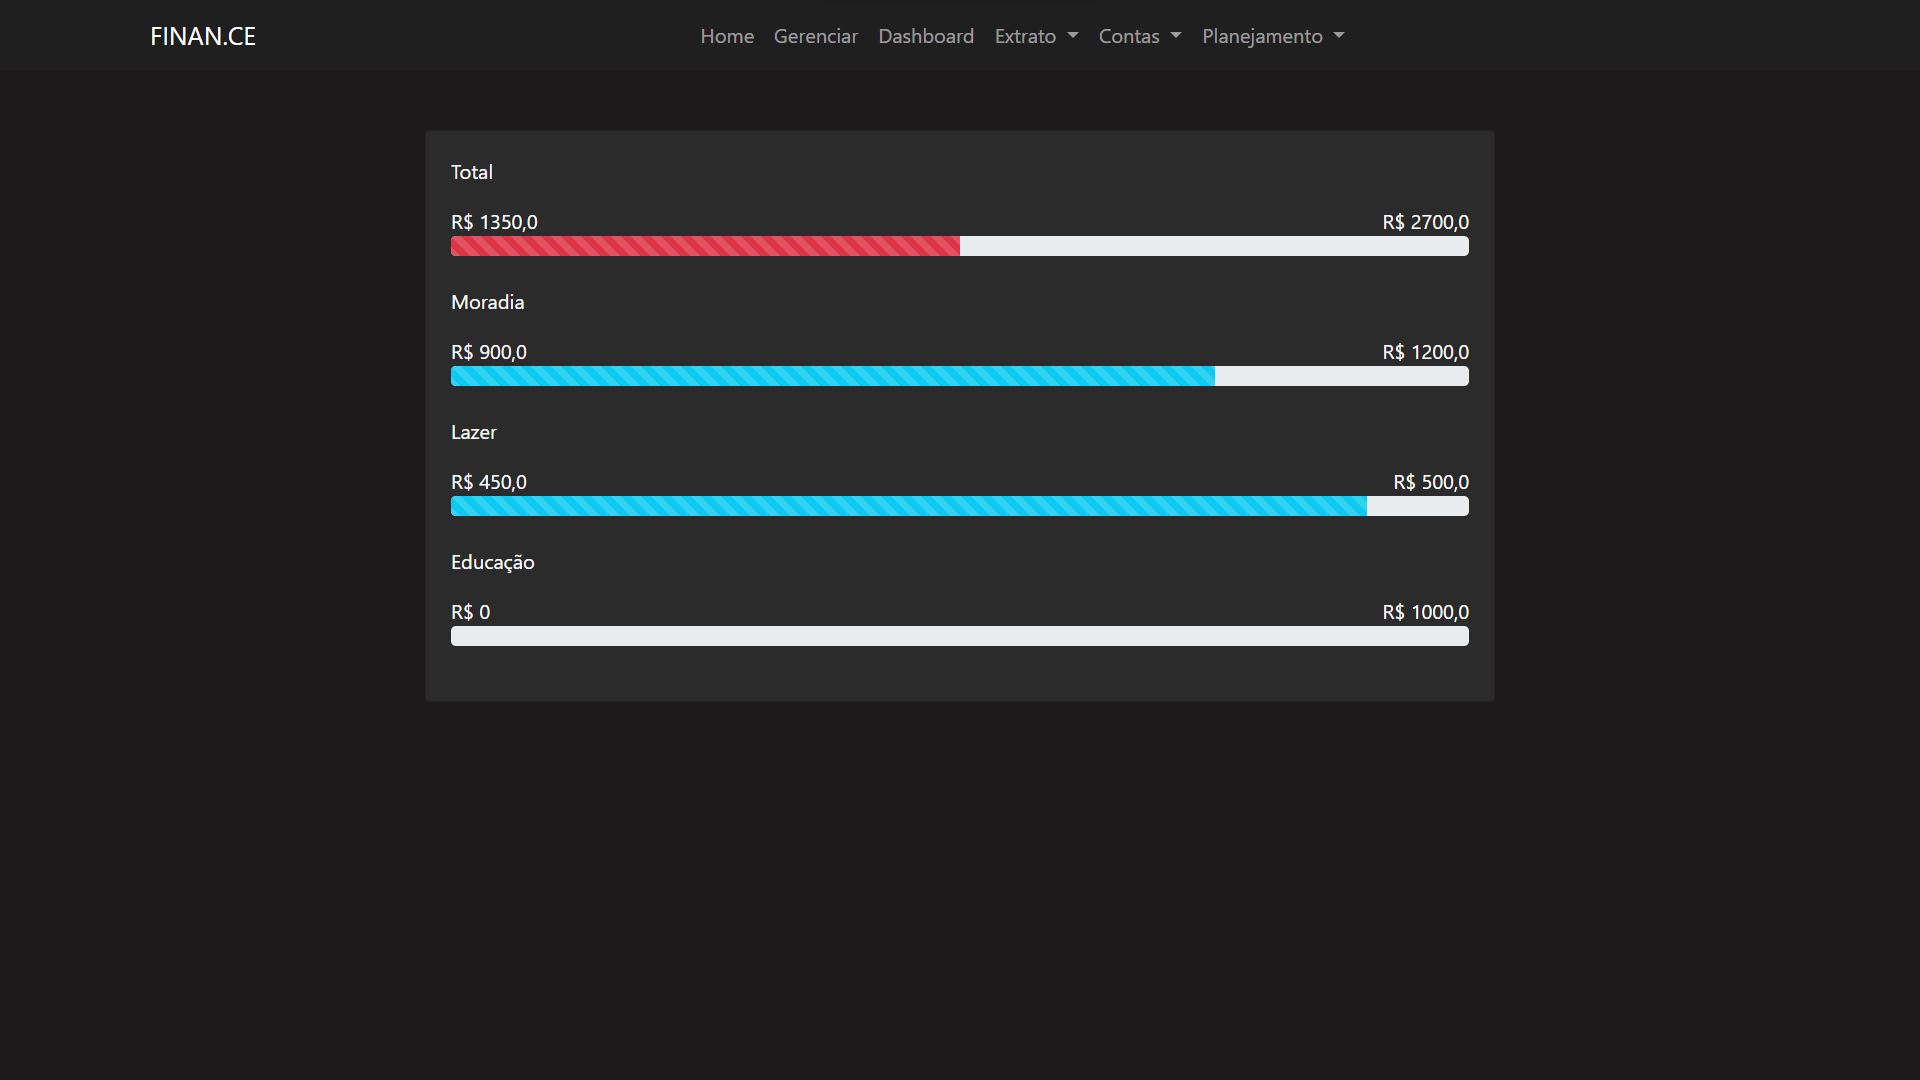 FINAN.CE
Home Gerenciar Dashboard Extrato Contas Planejamento
Total
R$ 1350,0 R$ 2700,0
Moradia
R$ 900,0 R$ 1200,0
Lazer
R$ 450,0 R$ 500,0
Educação
R$ 0 R$ 1000,0